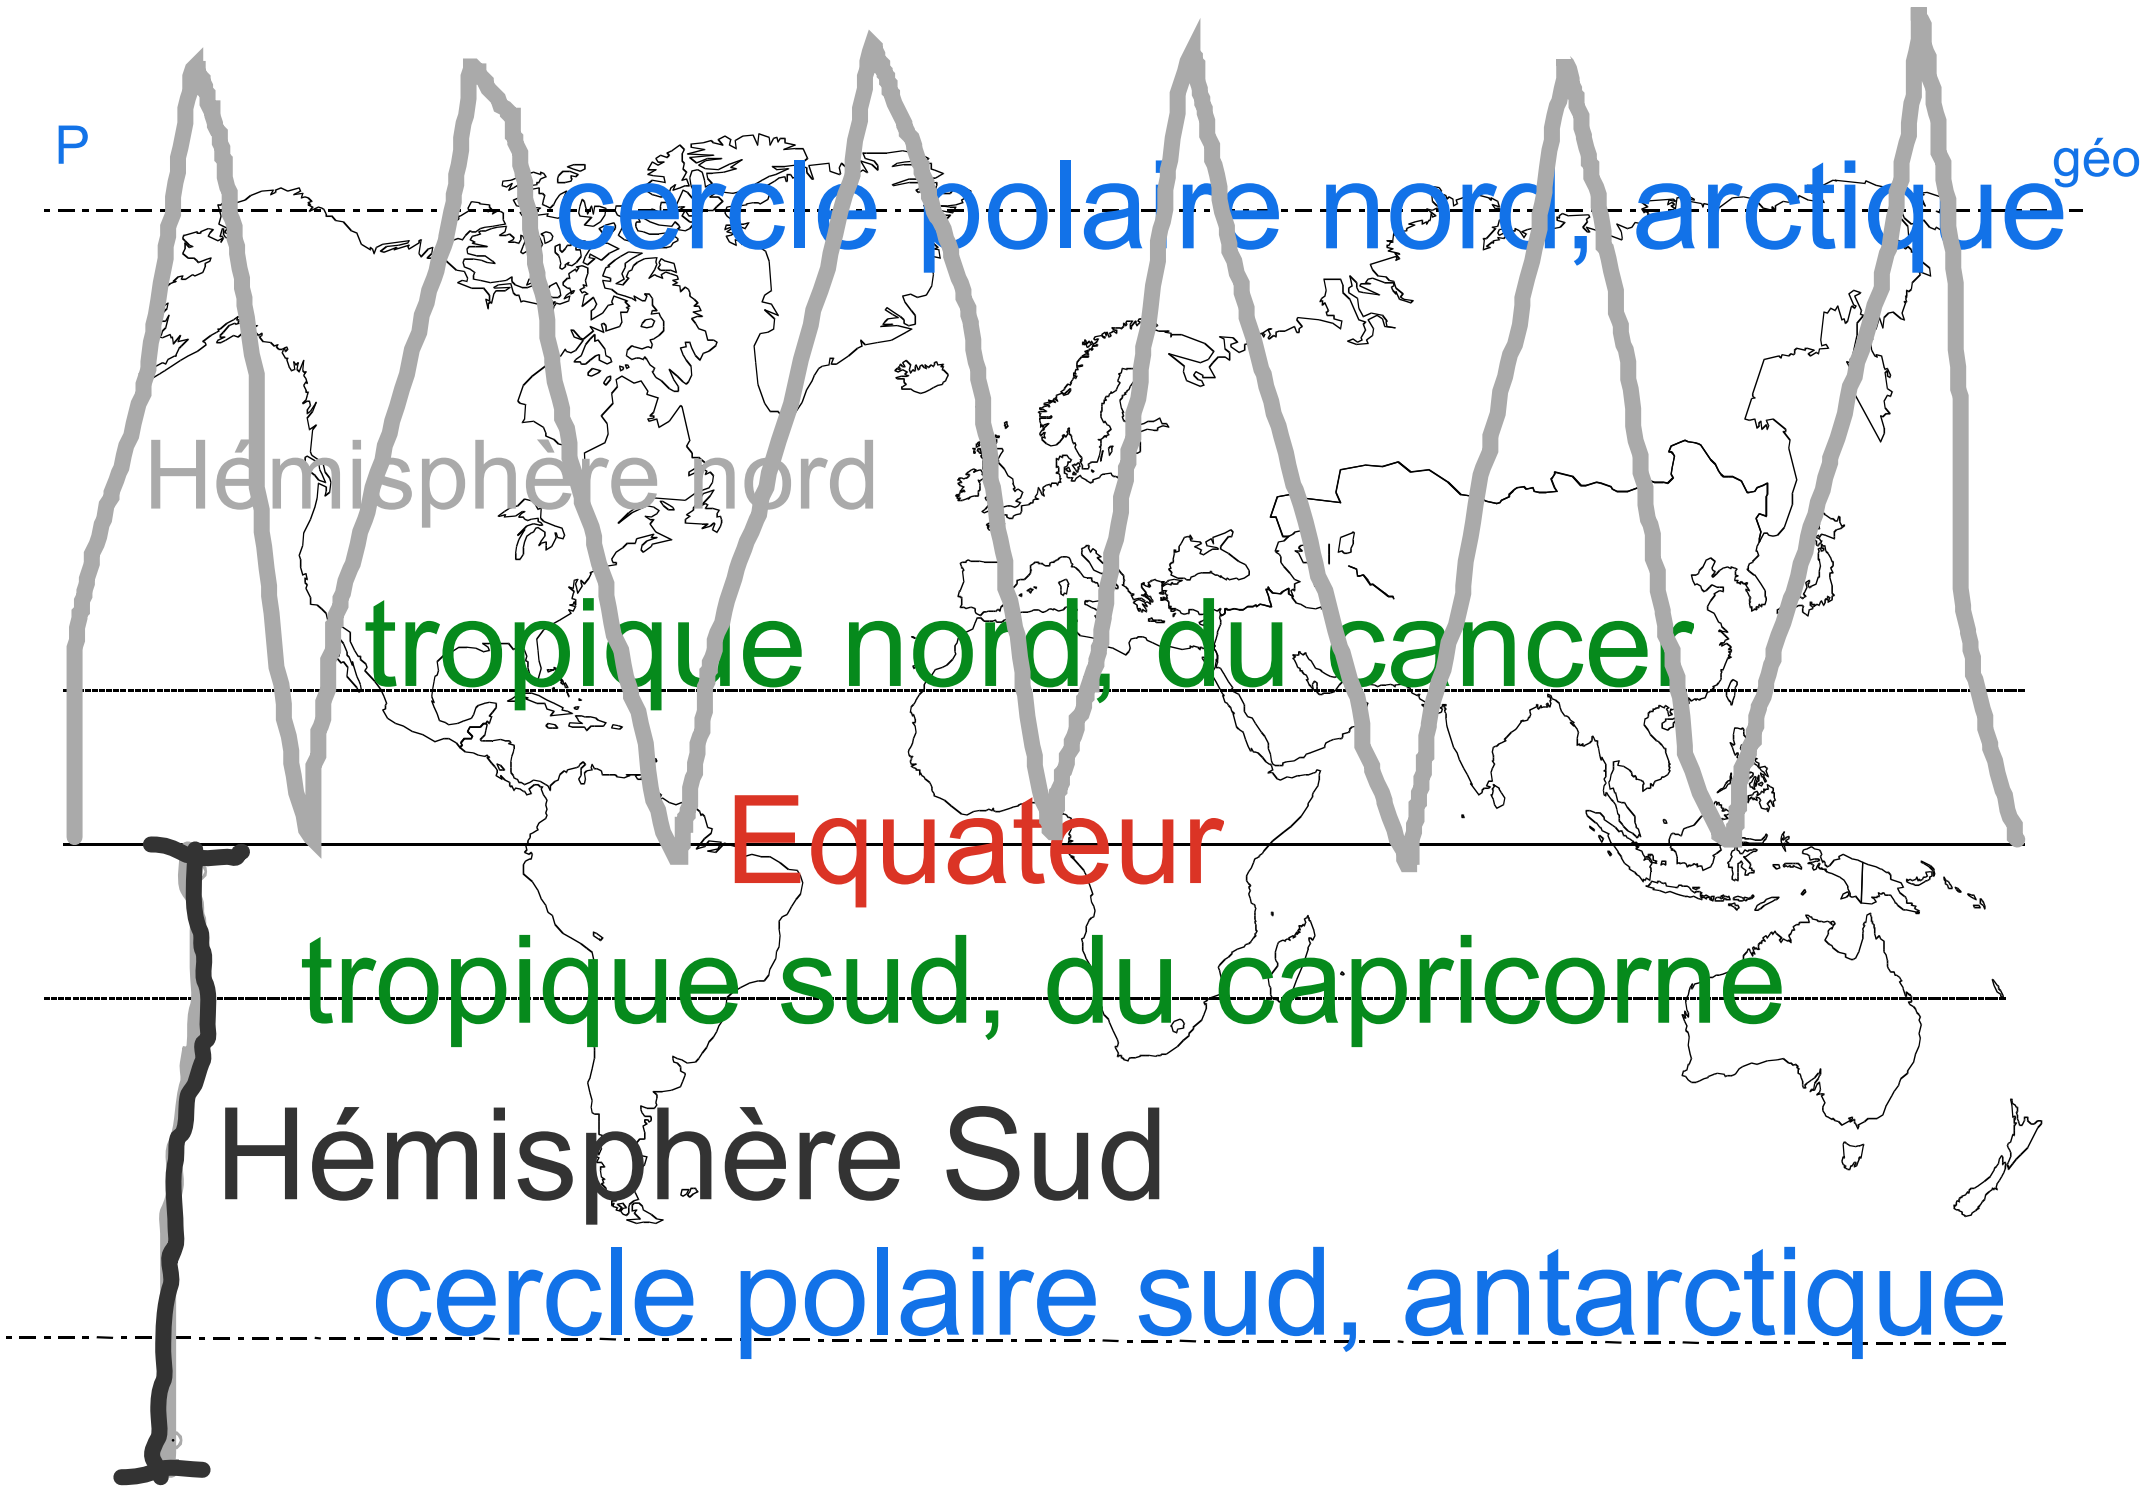 P
géo
cercle polaire nord, arctique
Hémisphère nord
tropique nord, du cancer
Equateur
tropique sud, du capricorne
Hémisphère Sud
cercle polaire sud, antarctique